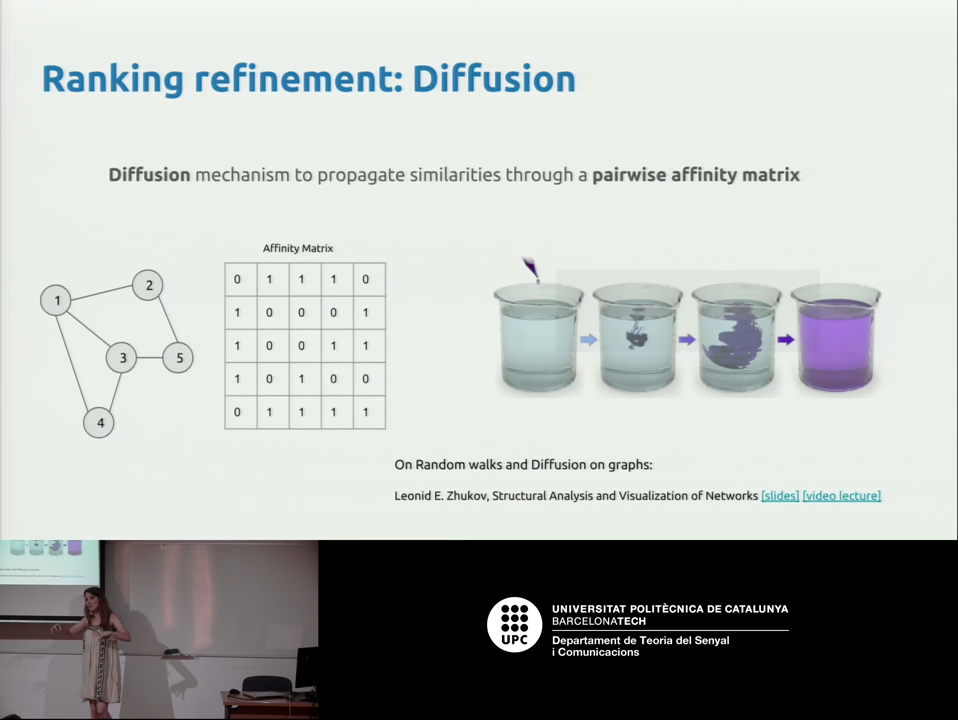 Ranking refinement: Diffusion
Diffusion mechanism to propagate similarities through a pairwise affinity matrix
Affinity Matrix
1
2
3
5
4
0 1 1 1 0
1 0 0 0 1
1 0 0 1 1
1 0 1 0 0
0 1 1 1 1
On Random walks and Diffusion on graphs:
Leonid E. Zhukov, Structural Analysis and Visualization of Networks [slides] [video lecture]
UPC
UNIVERSITAT POLITÈCNICA DE CATALUNYA
BARCELONATECH
Departament de Teoria del Senyal
i Comunicacions